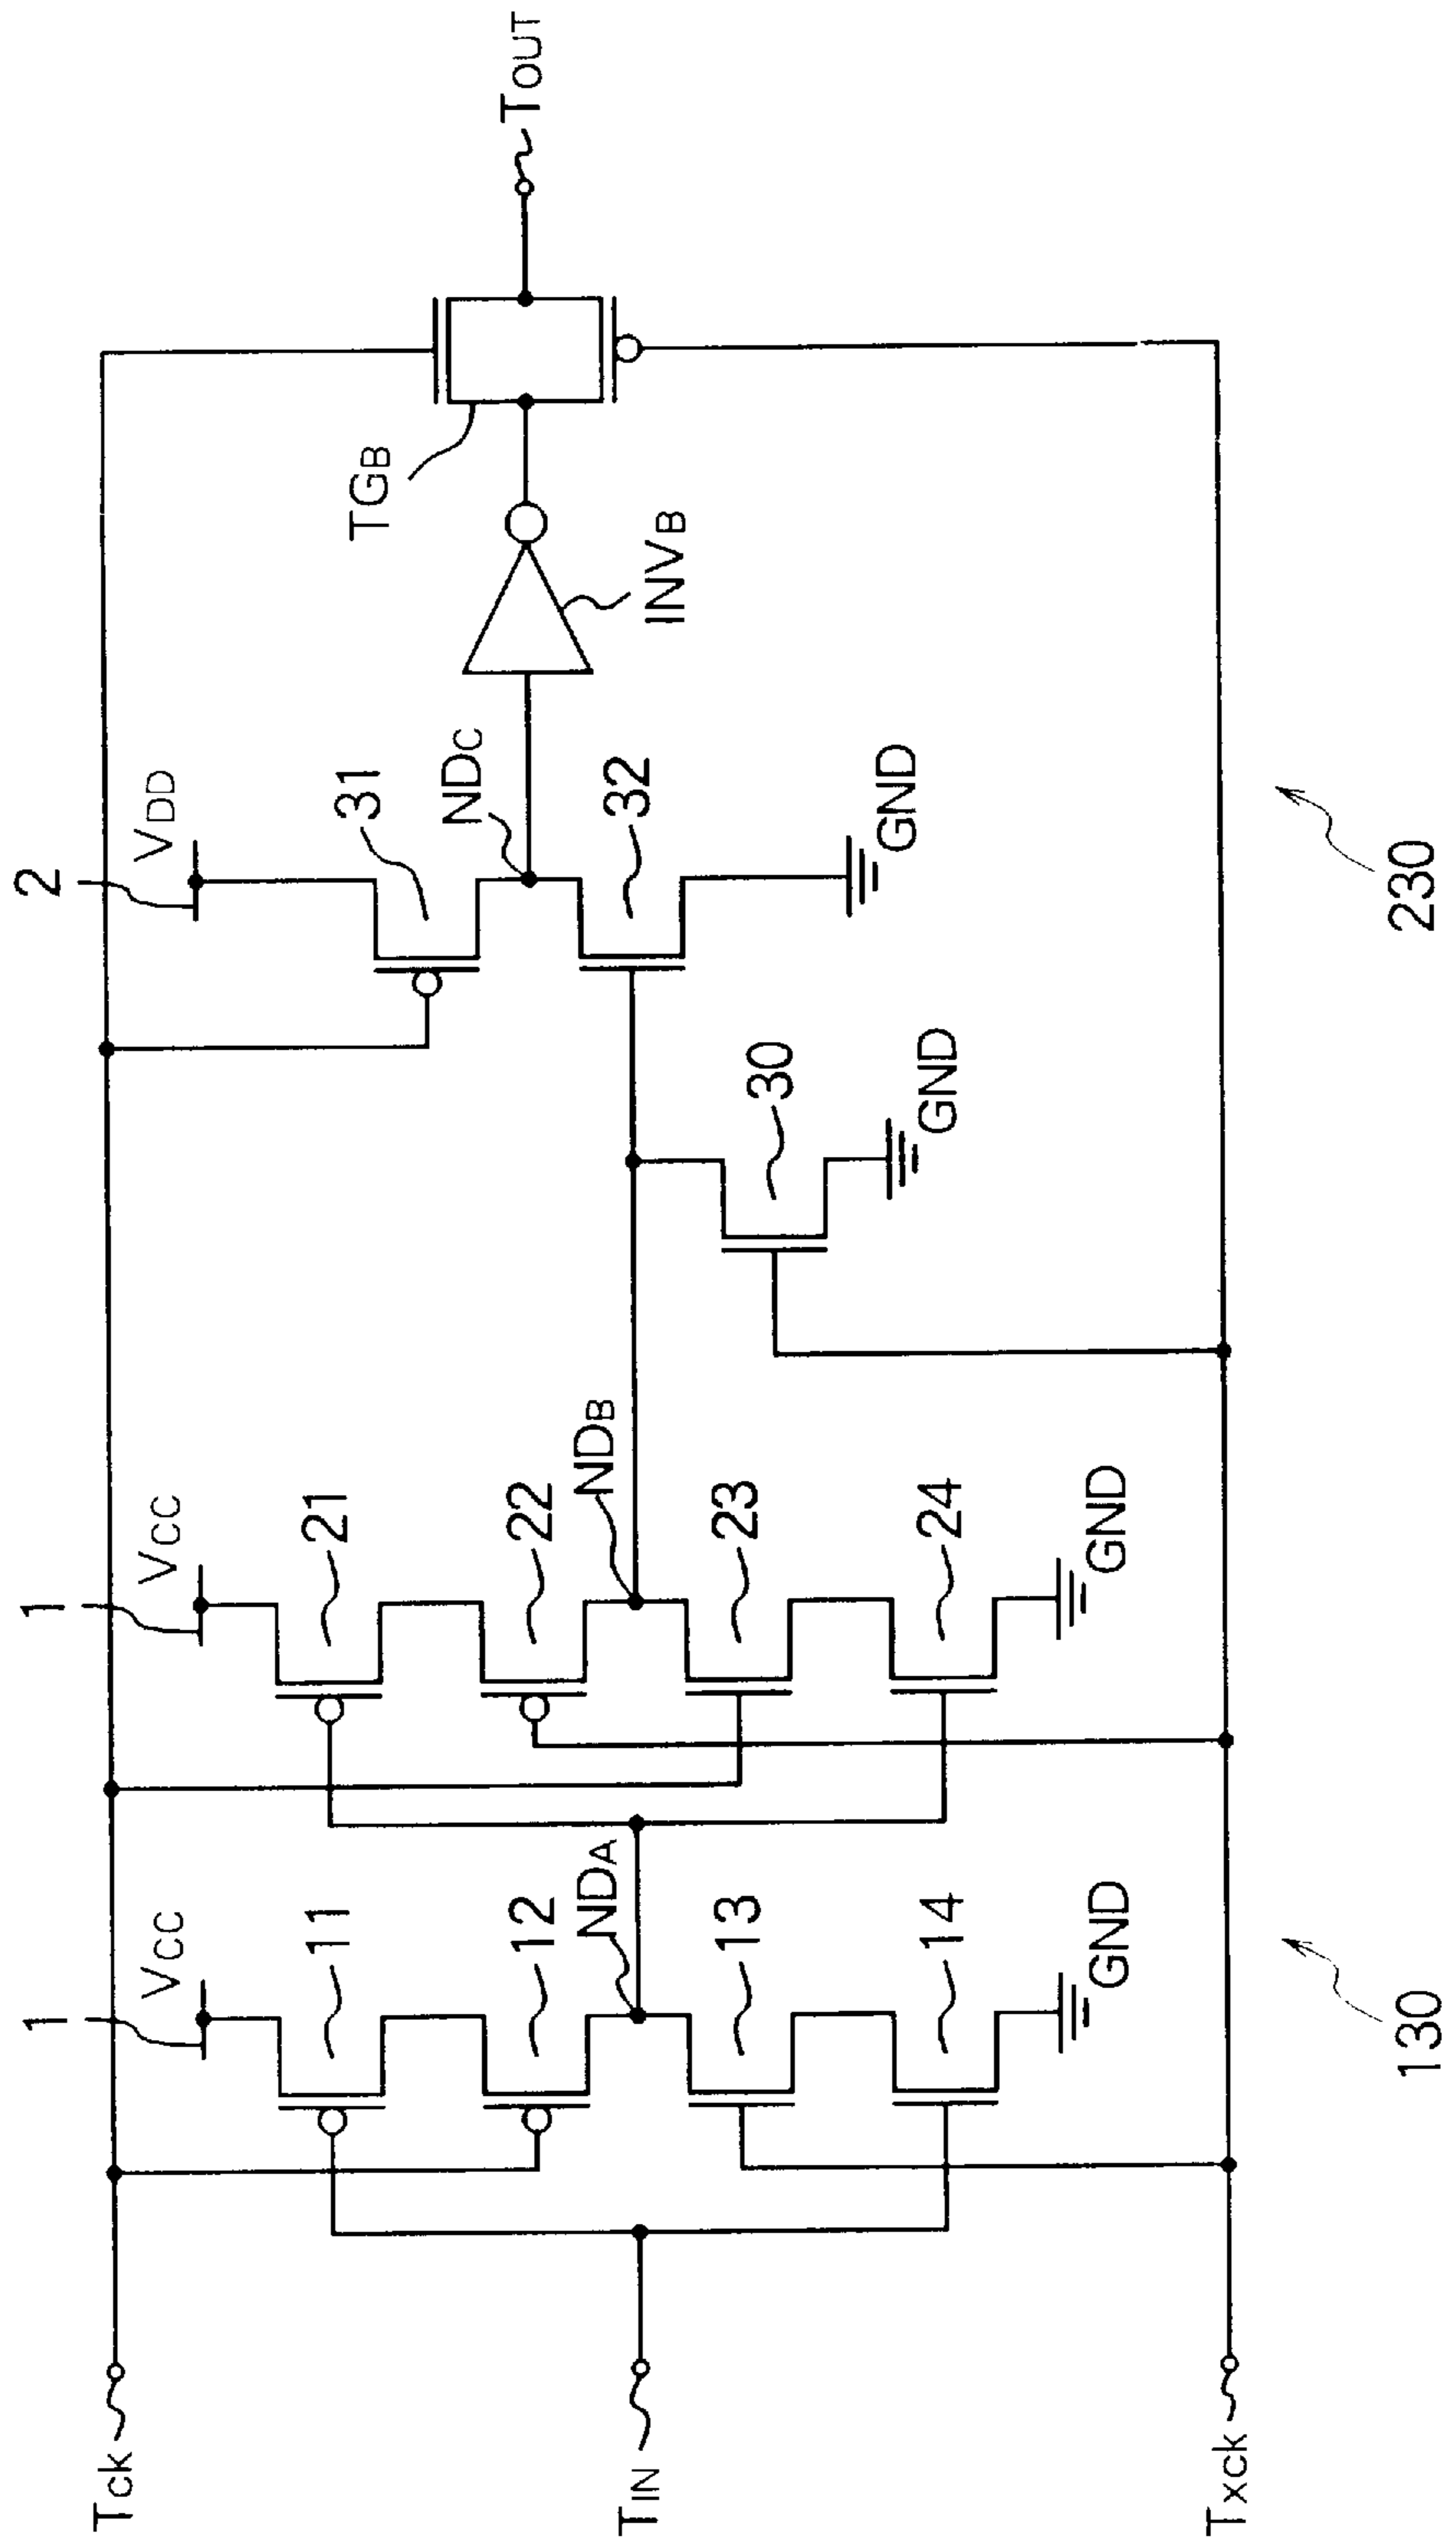 Tck
TIN
Txck
1
VCC
11
12
NDA
13
14
GND
130
1
VCC
21
22
NDB
23
24
GND
30
GND
2
VDD
31
NDC
32
GND
INVB
TGB
TOUT
230